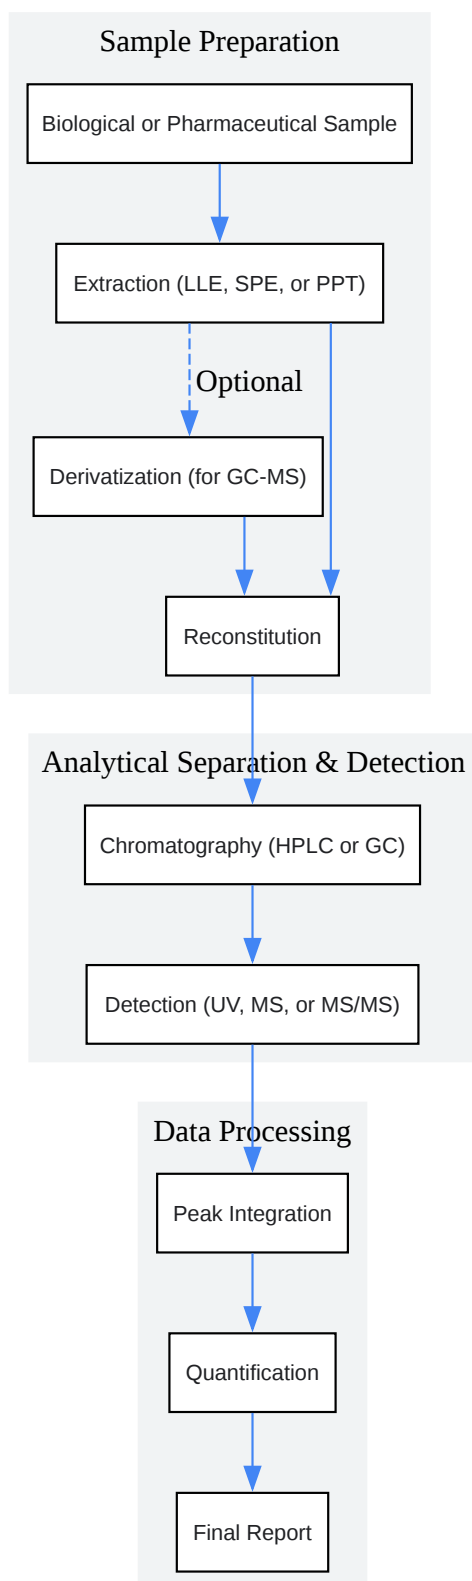 Sample Preparation
Biological or Pharmaceutical Sample
Extraction (LLE, SPE, or PPT)
Optional
Derivatization (for GC-MS)
Reconstitution
Analytical Separation & Detection
Chromatography (HPLC or GC)
Detection (UV, MS, or MS/MS)
Data Processing
Peak Integration
Quantification
Final Report